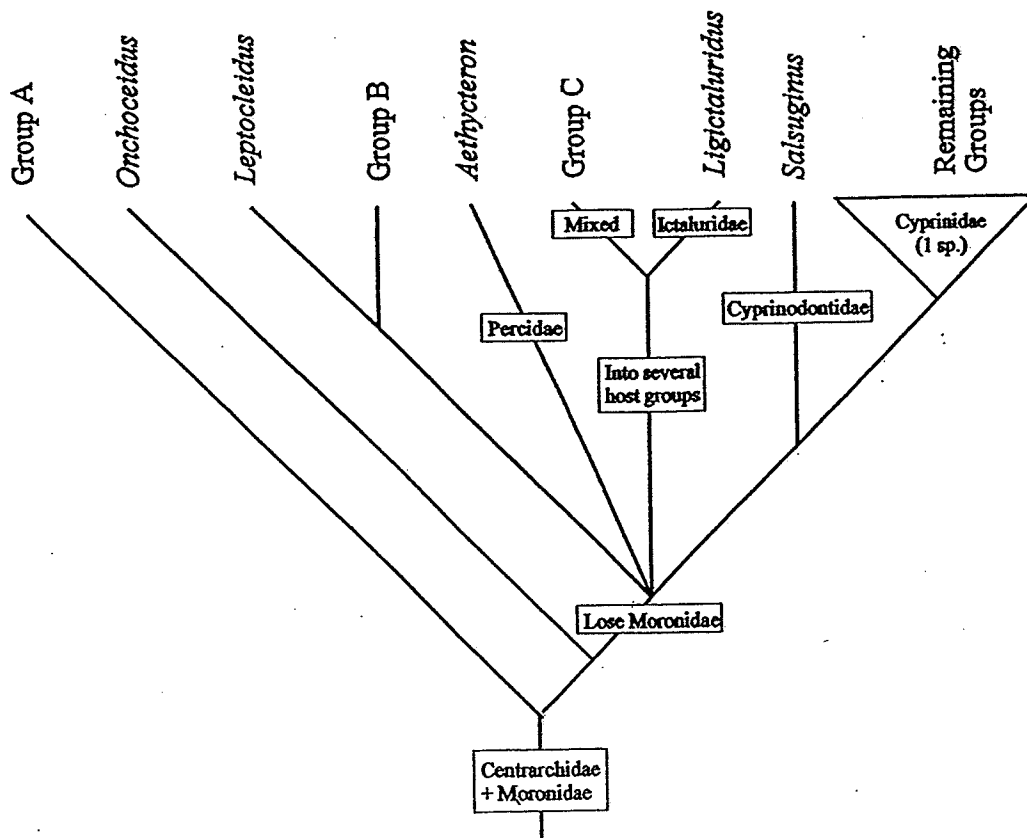 Group A
Onchoceidus
Leptocleidus
Group B
Aethycteron
Group C
Ligictaluridus
Salsuginus
Remaining
Groups
Mixed
Ictaluridae
Cyprinidae
(1 sp.)
Percidae
Cyprinodontidae
Into several
host groups
Lose Moronidae
Centrarchidae
+ Moronidae